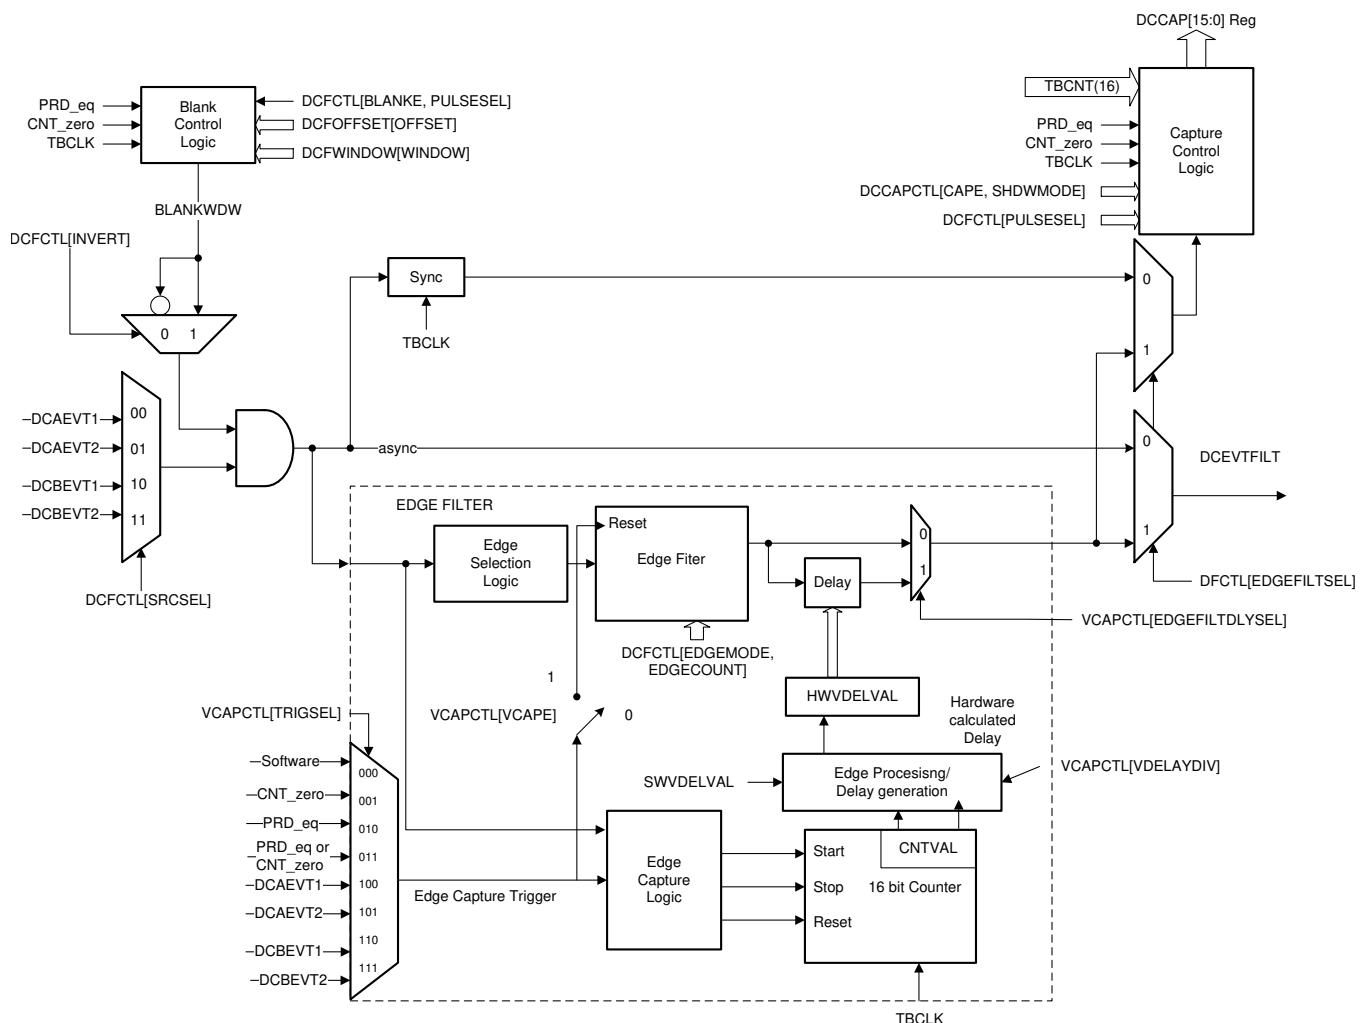 DCCAP[15:0] Reg
TBCNT(16)
PRD_eq
CNT_zero
TBCLK
Blank
Control
Logic
DCFCTL[BLANKE, PULSESEL]
DCFOFFSET[OFFSET]
DCFWINDOW[WINDOW]
PRD_eq
CNT_zero
TBCLK
Capture
Control
Logic
DCCAPCTL[CAPE, SHDWMODE]
DCFCTL[PULSESEL]
BLANKWDW
DCFCTL[INVERT]
0 1
Sync
TBCLK
0
1
DCAEVT1
DCAEVT2
DCBEVT1
DCBEVT2
00
01
10
11
DCFCTL[SRCSEL]
async
0
1
DCEVTFILT
EDGE FILTER
Edge
Selection
Logic
Reset
Edge Fiter
Delay
0
1
DFCTL[EDGEFILTSEL]
VCAPCTL[EDGEFILTDLYSEL]
DCFCTL[EDGEMODE,
EDGECOUNT]
1
VCAPCTL[VCAPE]
0
HWVDELVAL
Hardware
calculated
Delay
VCAPCTL[TRIGSEL]
Software
CNT_zero
PRD_eq
PRD_eq or
CNT_zero
DCAEVT1
DCAEVT2
DCBEVT1
DCBEVT2
000
001
010
011
100
101
110
111
Edge Capture Trigger
SWVDELVAL
Edge Procesisng/
Delay generation
VCAPCTL[VDELAYDIV]
Edge
Capture
Logic
Start
Stop
Reset
CNTVAL
16 bit Counter
TBCLK